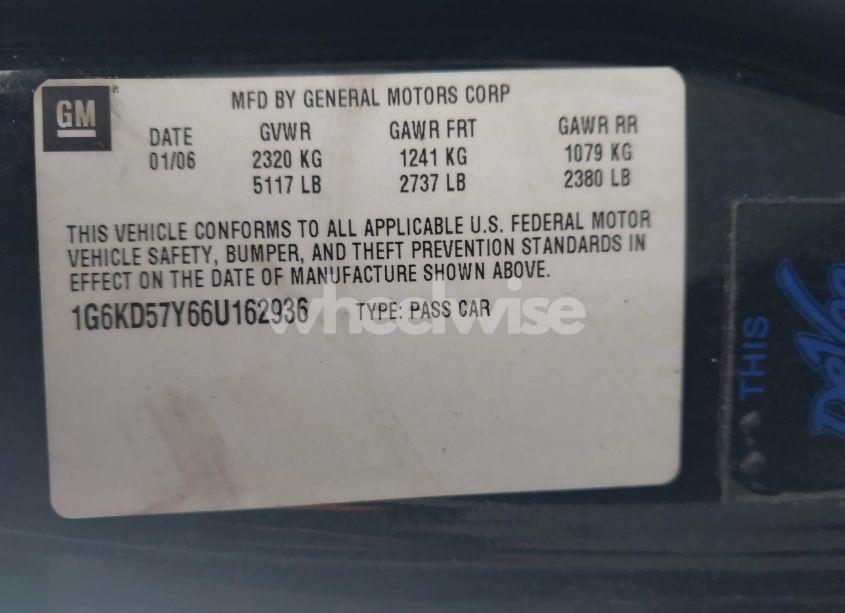 GM
MFD BY GENERAL MOTORS CORP
DATE GVWR GAWR FRT GAWR RR
01/06 2320 KG 1241 KG 1079 KG
5117 LB 2737 LB 2380 LB
THIS VEHICLE CONFORMS TO ALL APPLICABLE U.S. FEDERAL MOTOR
VEHICLE SAFETY, BUMPER, AND THEFT PREVENTION STANDARDS IN
EFFECT ON THE DATE OF MANUFACTURE SHOWN ABOVE.
1G6KD57Y66U162936 TYPE: PASS CAR
wheelwise
THIS